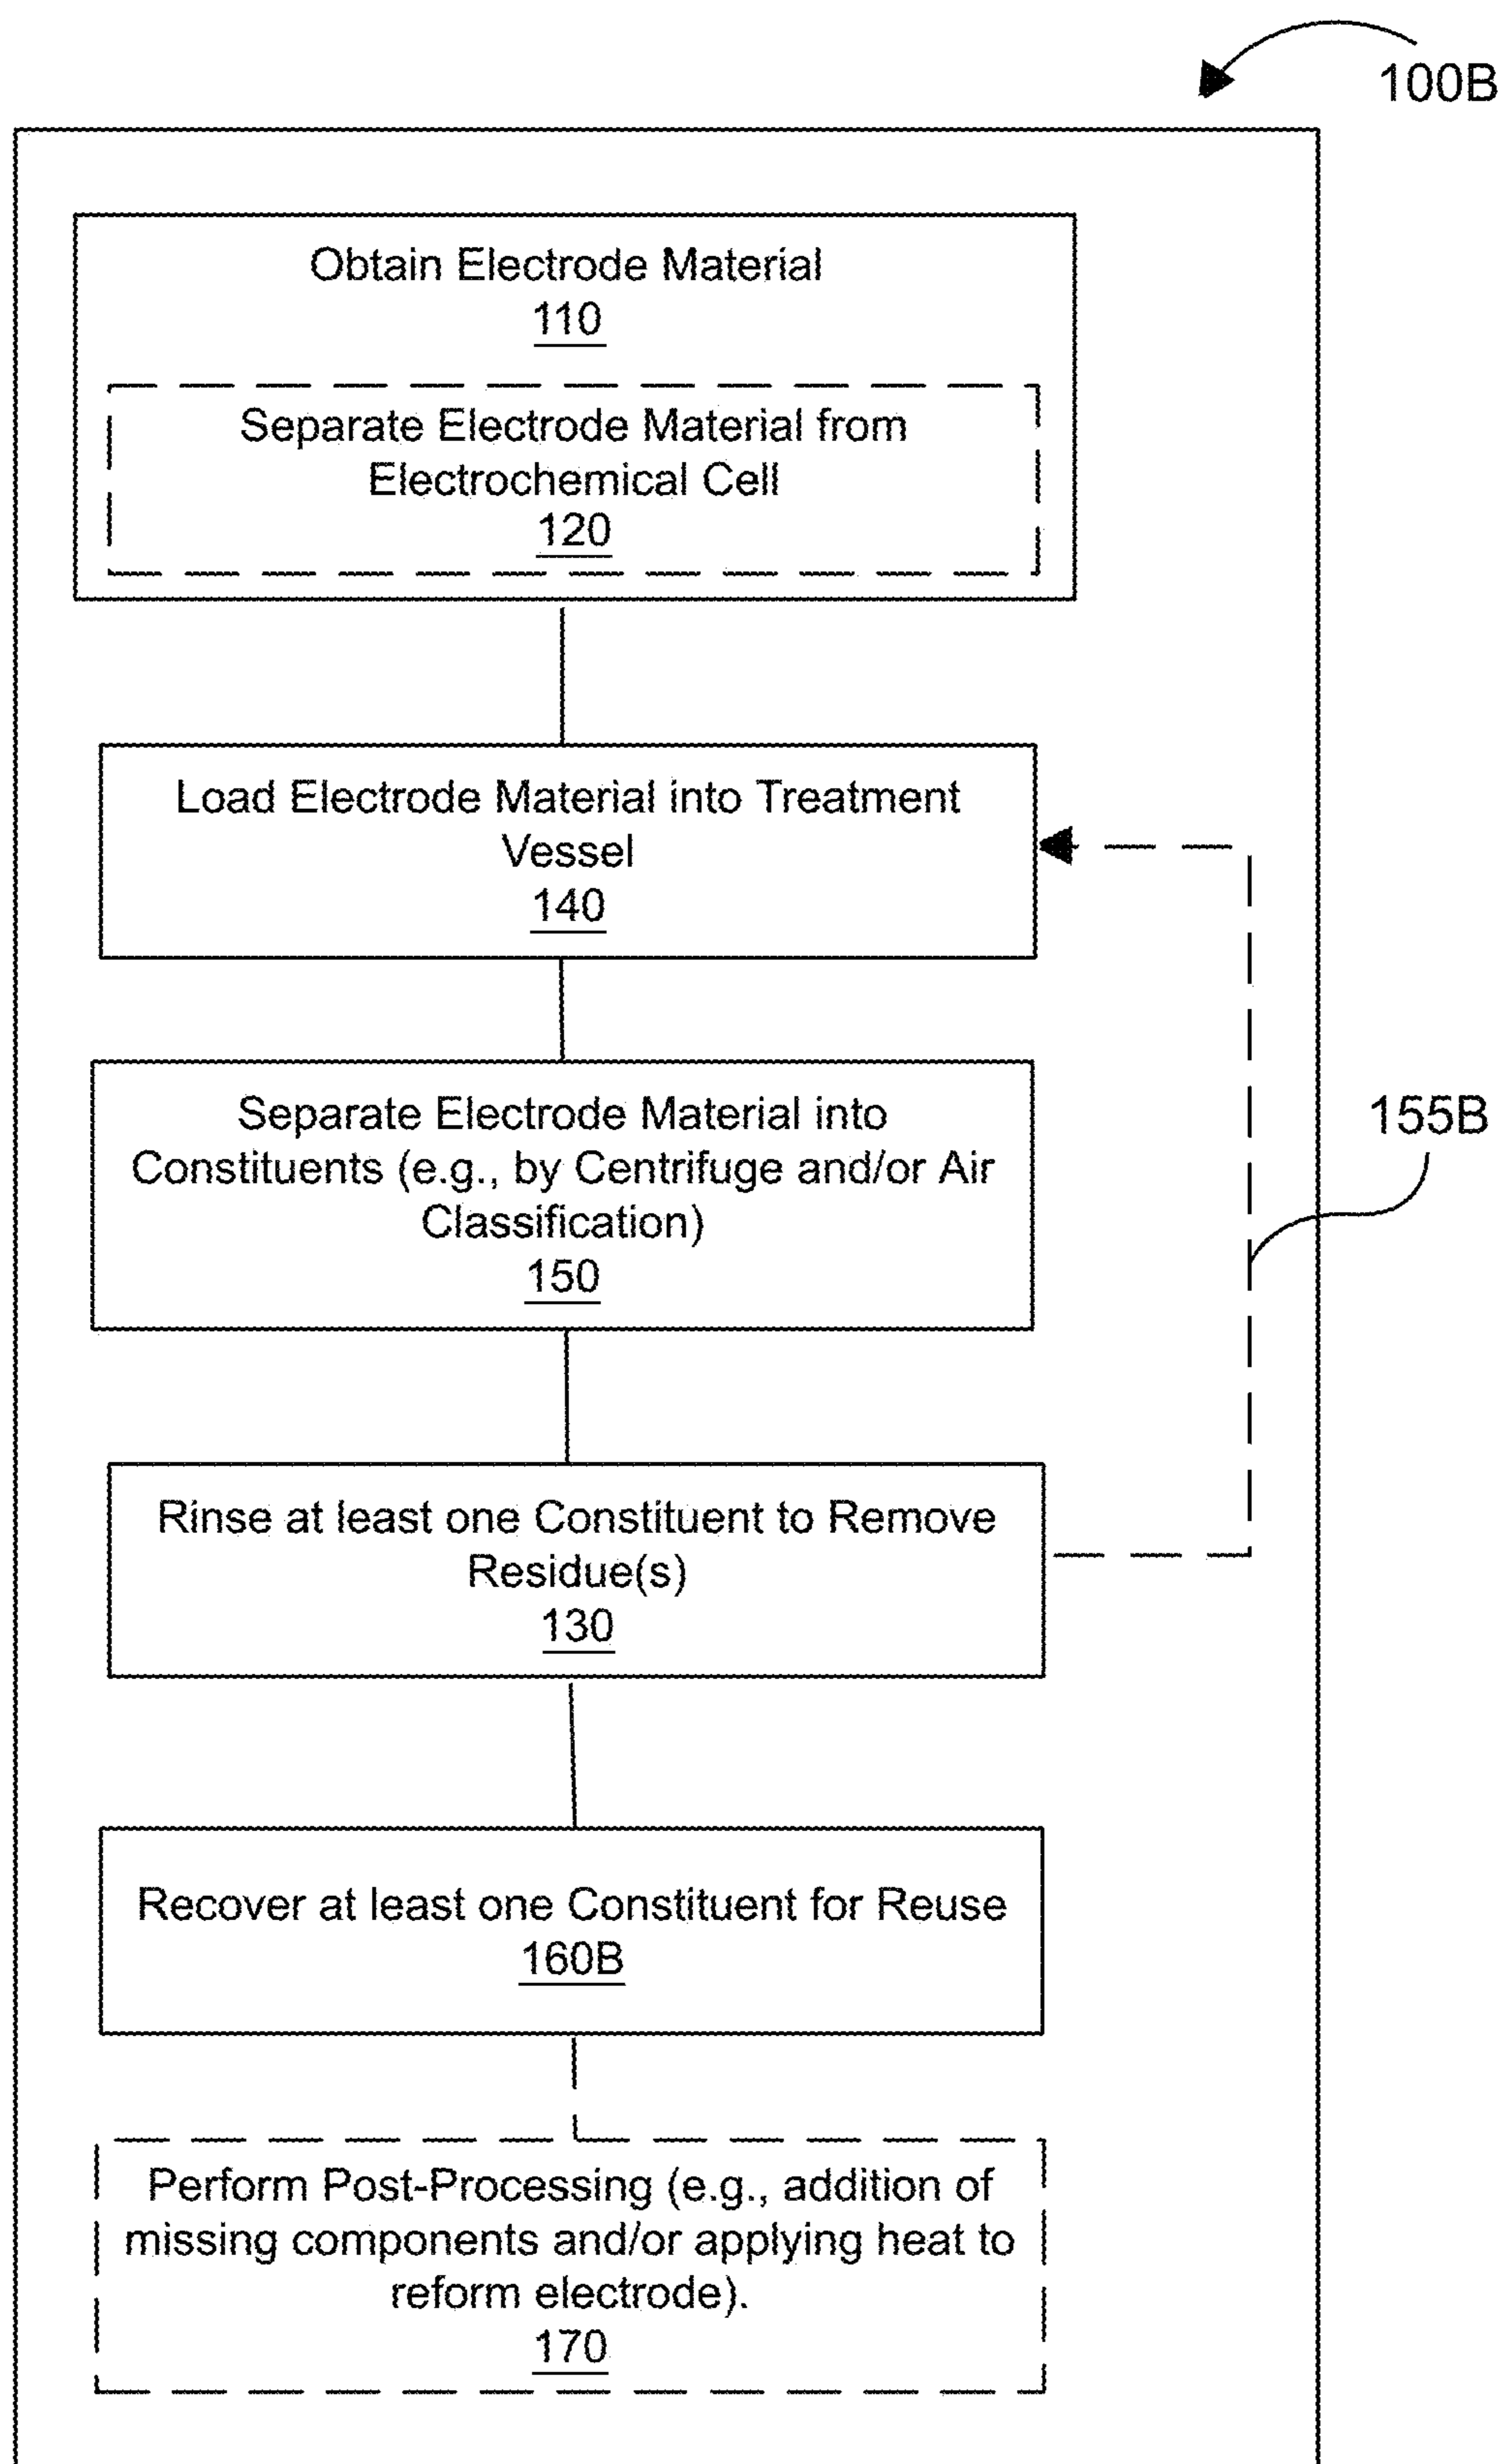 100B
Obtain Electrode Material
110
Separate Electrode Material from
Electrochemical Cell
120
Load Electrode Material into Treatment
Vessel
140
Separate Electrode Material into
Constituents (e.g., by Centrifuge and/or Air
Classification)
150
155B
Rinse at least one Constituent to Remove
Residue(s)
130
Recover at least one Constituent for Reuse
160B
Perform Post-Processing (e.g., addition of
missing components and/or applying heat to
reform electrode).
170